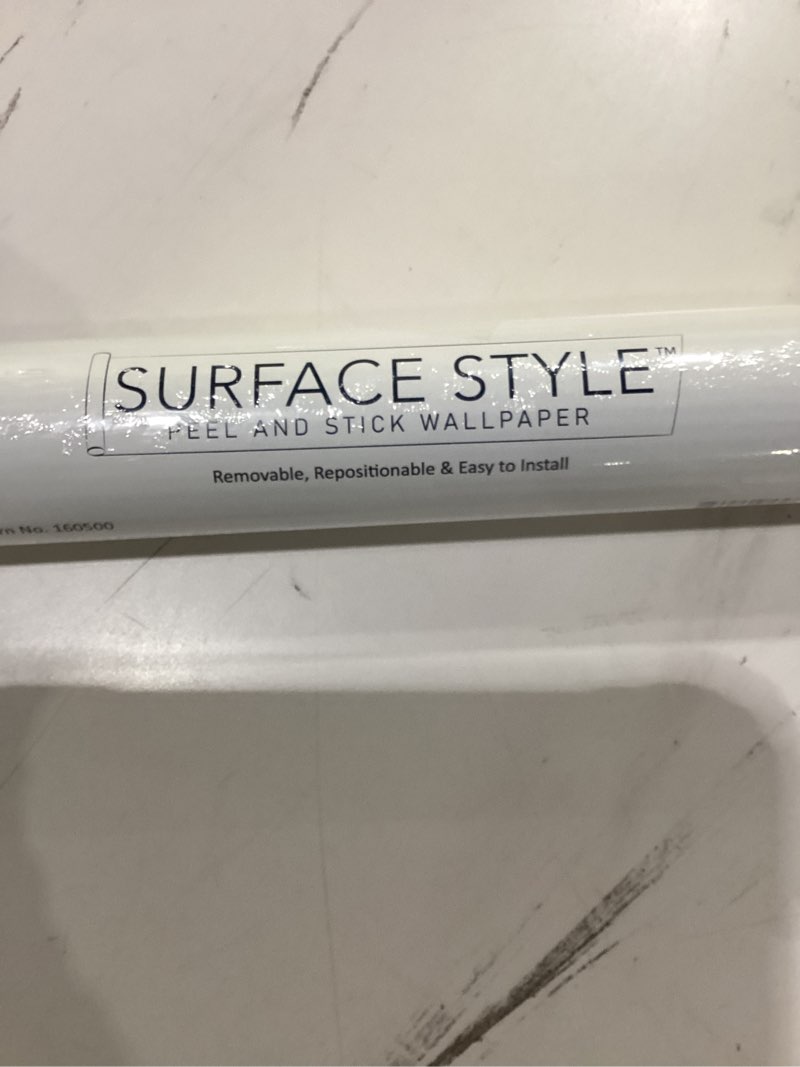 SURFACE STYLE™
PEEL AND STICK WALLPAPER
Removable, Repositionable & Easy to Install
No. 160500